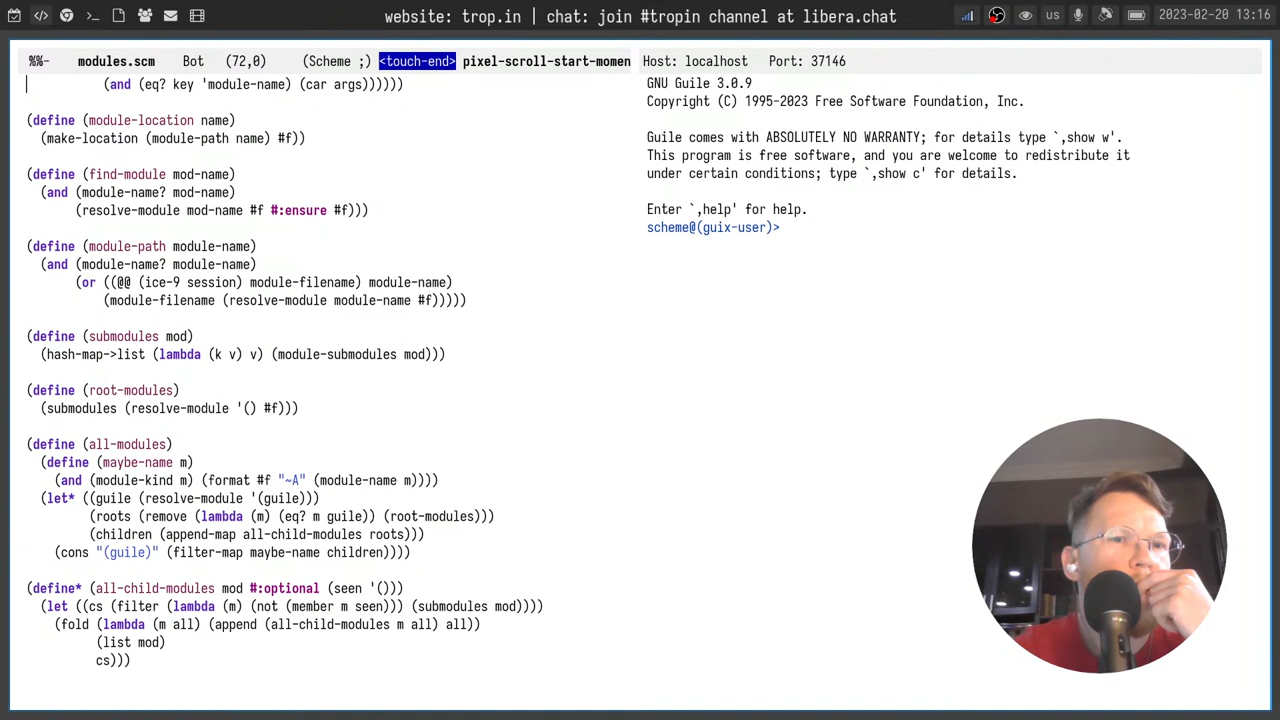 website: trop.in | chat: join #tropin channel at libera.chat
us
2023-02-20 13:16
%%- modules.scm Bot (72,0) (Scheme ;) <touch-end> pixel-scroll-start-momen
(and (eq? key 'module-name) (car args))))))
(define (module-location name)
(make-location (module-path name) #f))
(define (find-module mod-name)
(and (module-name? mod-name)
(resolve-module mod-name #f #:ensure #f)))
(define (module-path module-name)
(and (module-name? module-name)
(or ((@@ (ice-9 session) module-filename) module-name)
(module-filename (resolve-module module-name #f)))))
(define (submodules mod)
(hash-map->list (lambda (k v) v) (module-submodules mod)))
(define (root-modules)
(submodules (resolve-module '() #f)))
(define (all-modules)
(define (maybe-name m)
(and (module-kind m) (format #f "~A" (module-name m))))
(let* ((guile (resolve-module '(guile)))
(roots (remove (lambda (m) (eq? m guile)) (root-modules)))
(children (append-map all-child-modules roots)))
(cons "(guile)" (filter-map maybe-name children))))
(define* (all-child-modules mod #:optional (seen '()))
(let ((cs (filter (lambda (m) (not (member m seen))) (submodules mod))))
(fold (lambda (m all) (append (all-child-modules m all) all))
(list mod)
cs)))
Host: localhost Port: 37146
GNU Guile 3.0.9
Copyright (C) 1995-2023 Free Software Foundation, Inc.
Guile comes with ABSOLUTELY NO WARRANTY; for details type `,show w'.
This program is free software, and you are welcome to redistribute it
under certain conditions; type `,show c' for details.
Enter `,help' for help.
scheme@(guix-user)>